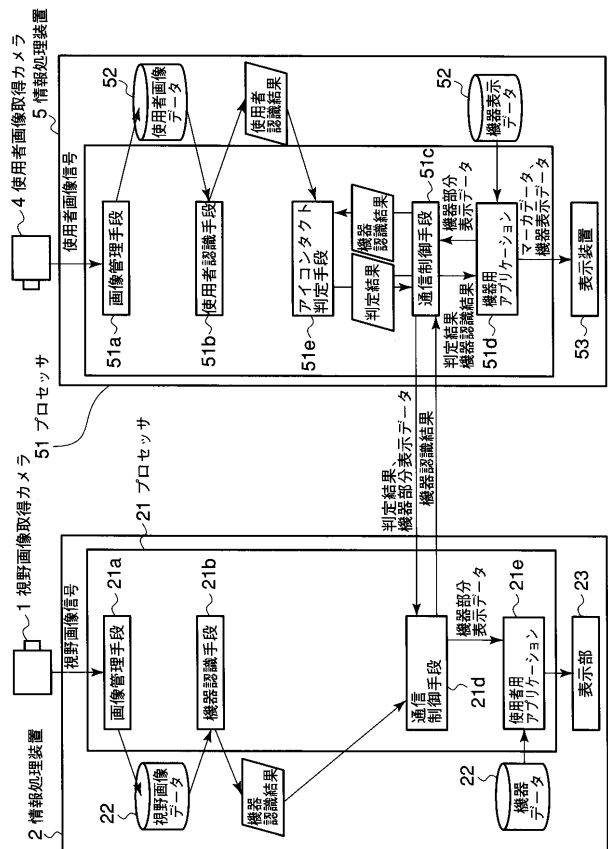 1 視野画像取得カメラ
2 情報処理装置
視野画像信号
21 プロセッサ
画像管理手段
21a
視野画像
データ
22
機器認識手段
21b
機器
認識結果
通信
制御手段
21d
機器部分
表示データ
使用者用
アプリケーション
21e
機器
データ
22
表示部
23
判定結果、
機器部分表示データ
機器認識結果
4 使用者画像取得カメラ
5 情報処理装置
使用者画像信号
51 プロセッサ
画像管理手段
51a
使用者画像
データ
52
使用者認識手段
51b
使用者
認識結果
アイコンタクト
判定手段
51e
判定結果
機器
認識結果
通信制御手段
51c
判定結果
機器認識結果
機器部分
表示データ
機器用
アプリケーション
51d
機器表示
データ
52
マーカデータ、
機器表示データ
表示装置
53